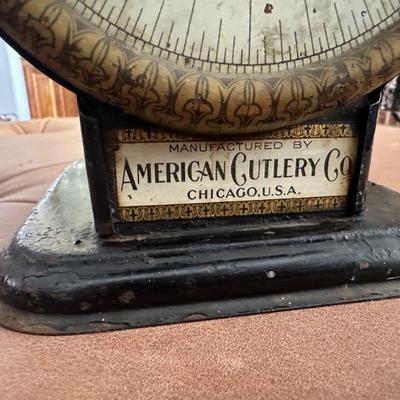 MANUFACTURED BY
AMERICAN CUTLERY CO
CHICAGO, U.S.A.